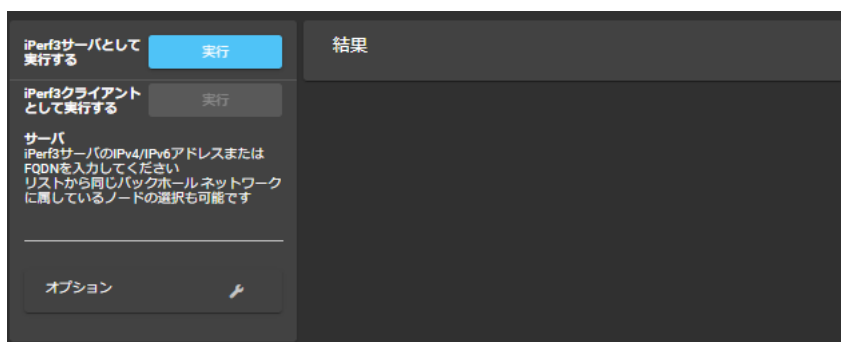 iPerf3サーバとして
実行する
実行
結果
iPerf3クライアント
として実行する
実行
サーバ
iPerf3サーバのIPv4/IPv6アドレスまたは
FQDNを入力してください
リストから同じバックホールネットワーク
に属しているノードの選択も可能です
オプション